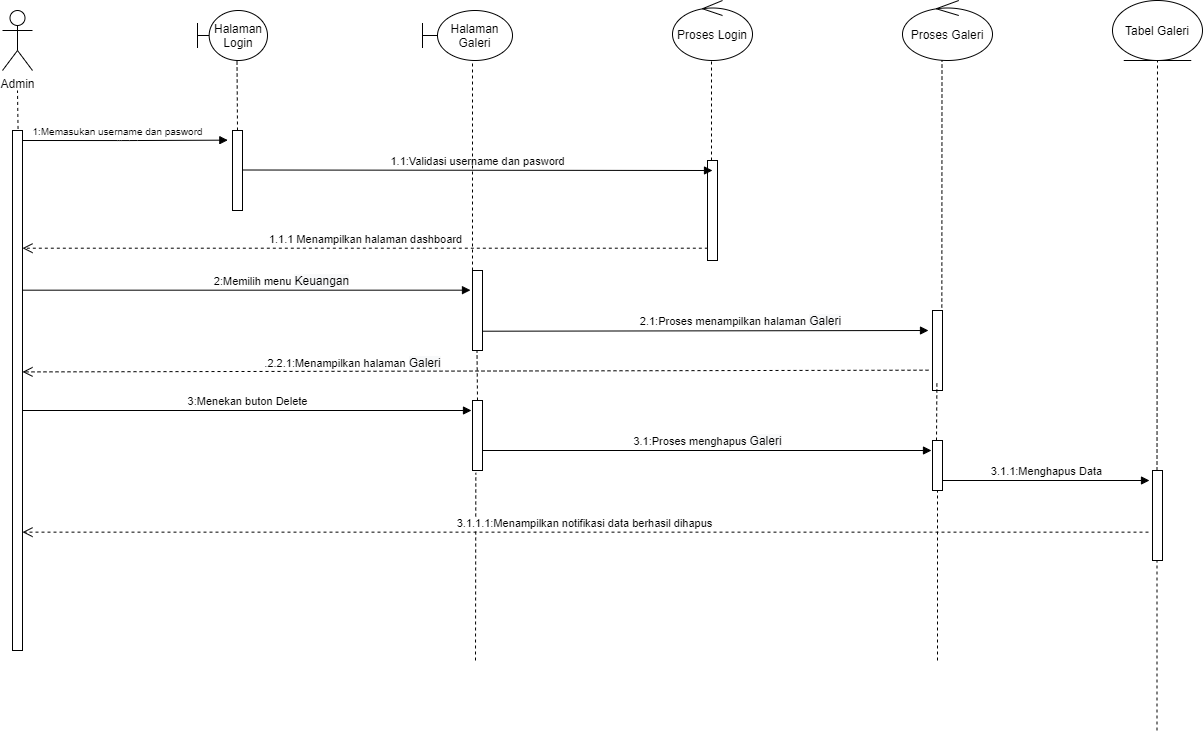 Halaman
Login
Halaman
Galeri
Proses Login
Proses Galeri
Tabel Galeri
Admin
1:Memasukan username dan pasword
1.1:Validasi username dan pasword
1.1.1 Menampilkan halaman dashboard
2:Memilih menu Keuangan
2.1:Proses menampilkan halaman Galeri
.2.2.1:Menampilkan halaman Galeri
3:Menekan buton Delete
3.1:Proses menghapus Galeri
3.1.1:Menghapus Data
3.1.1.1:Menampilkan notifikasi data berhasil dihapus